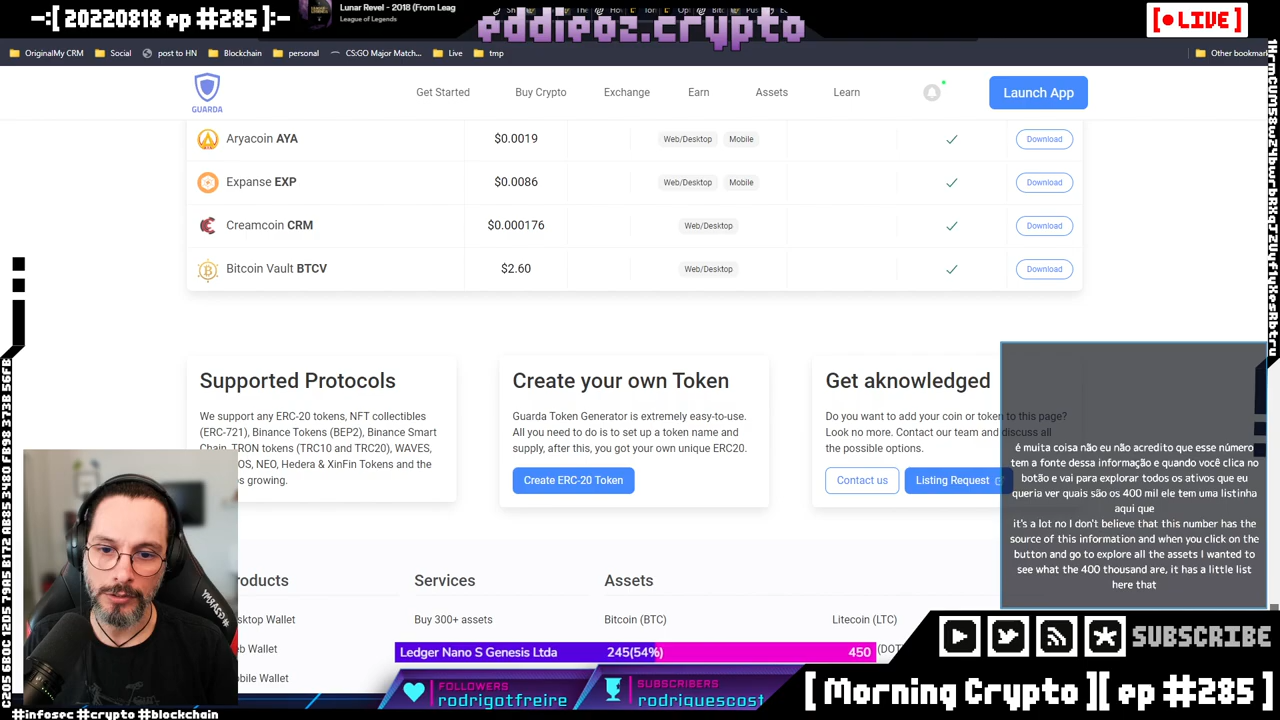 -:[ 20220818 ep #285 ]:-
Lunar Revel - 2018 (From Leag
League of Legends
eddieoz.crypto
[●LIVE]
OriginalMy CRM
Social
post to HN
Blockchain
personal
CS:GO Major Match...
Live
tmp
Other bookmar
GUARDA
Get Started
Buy Crypto
Exchange
Earn
Assets
Learn
Launch App
Aryacoin AYA $0.0019 Web/Desktop Mobile Download
Expanse EXP $0.0086 Web/Desktop Mobile Download
Creamcoin CRM $0.000176 Web/Desktop Download
Bitcoin Vault BTCV $2.60 Web/Desktop Download
Supported Protocols
We support any ERC-20 tokens, NFT collectibles
(ERC-721), Binance Tokens (BEP2), Binance Smart
Chain, TRON tokens (TRC10 and TRC20), WAVES,
OS, NEO, Hedera & XinFin Tokens and the
s growing.
Create your own Token
Guarda Token Generator is extremely easy-to-use.
All you need to do is to set up a token name and
supply, after this, you got your own unique ERC20.
Create ERC-20 Token
Get aknowledged
Do you want to add your coin or token to this page?
Look no more. Contact our team and discuss all
the possible options.
Contact us
Listing Request
é muita coisa não eu não acredito que esse número
tem a fonte dessa informação e quando você clica no
botão e vai para explorar todos os ativos que eu
queria ver quais são os 400 mil ele tem uma listinha
aqui que
it's a lot no I don't believe that this number has the
source of this information and when you click on the
button and go to explore all the assets I wanted to
see what the 400 thousand are, it has a little list
here that
roducts
sktop Wallet
b Wallet
bile Wallet
Services
Buy 300+ assets
Assets
Bitcoin (BTC)
Litecoin (LTC)
(DOT
Ledger Nano S Genesis Ltda 245(54%) 450
FOLLOWERS
rodrigotfreire
SUBSCRIBERS
rodriguescost
SUBSCRIBE
[ Morning Crypto ][ ep #285 ]
#infosec #crypto #blockchain